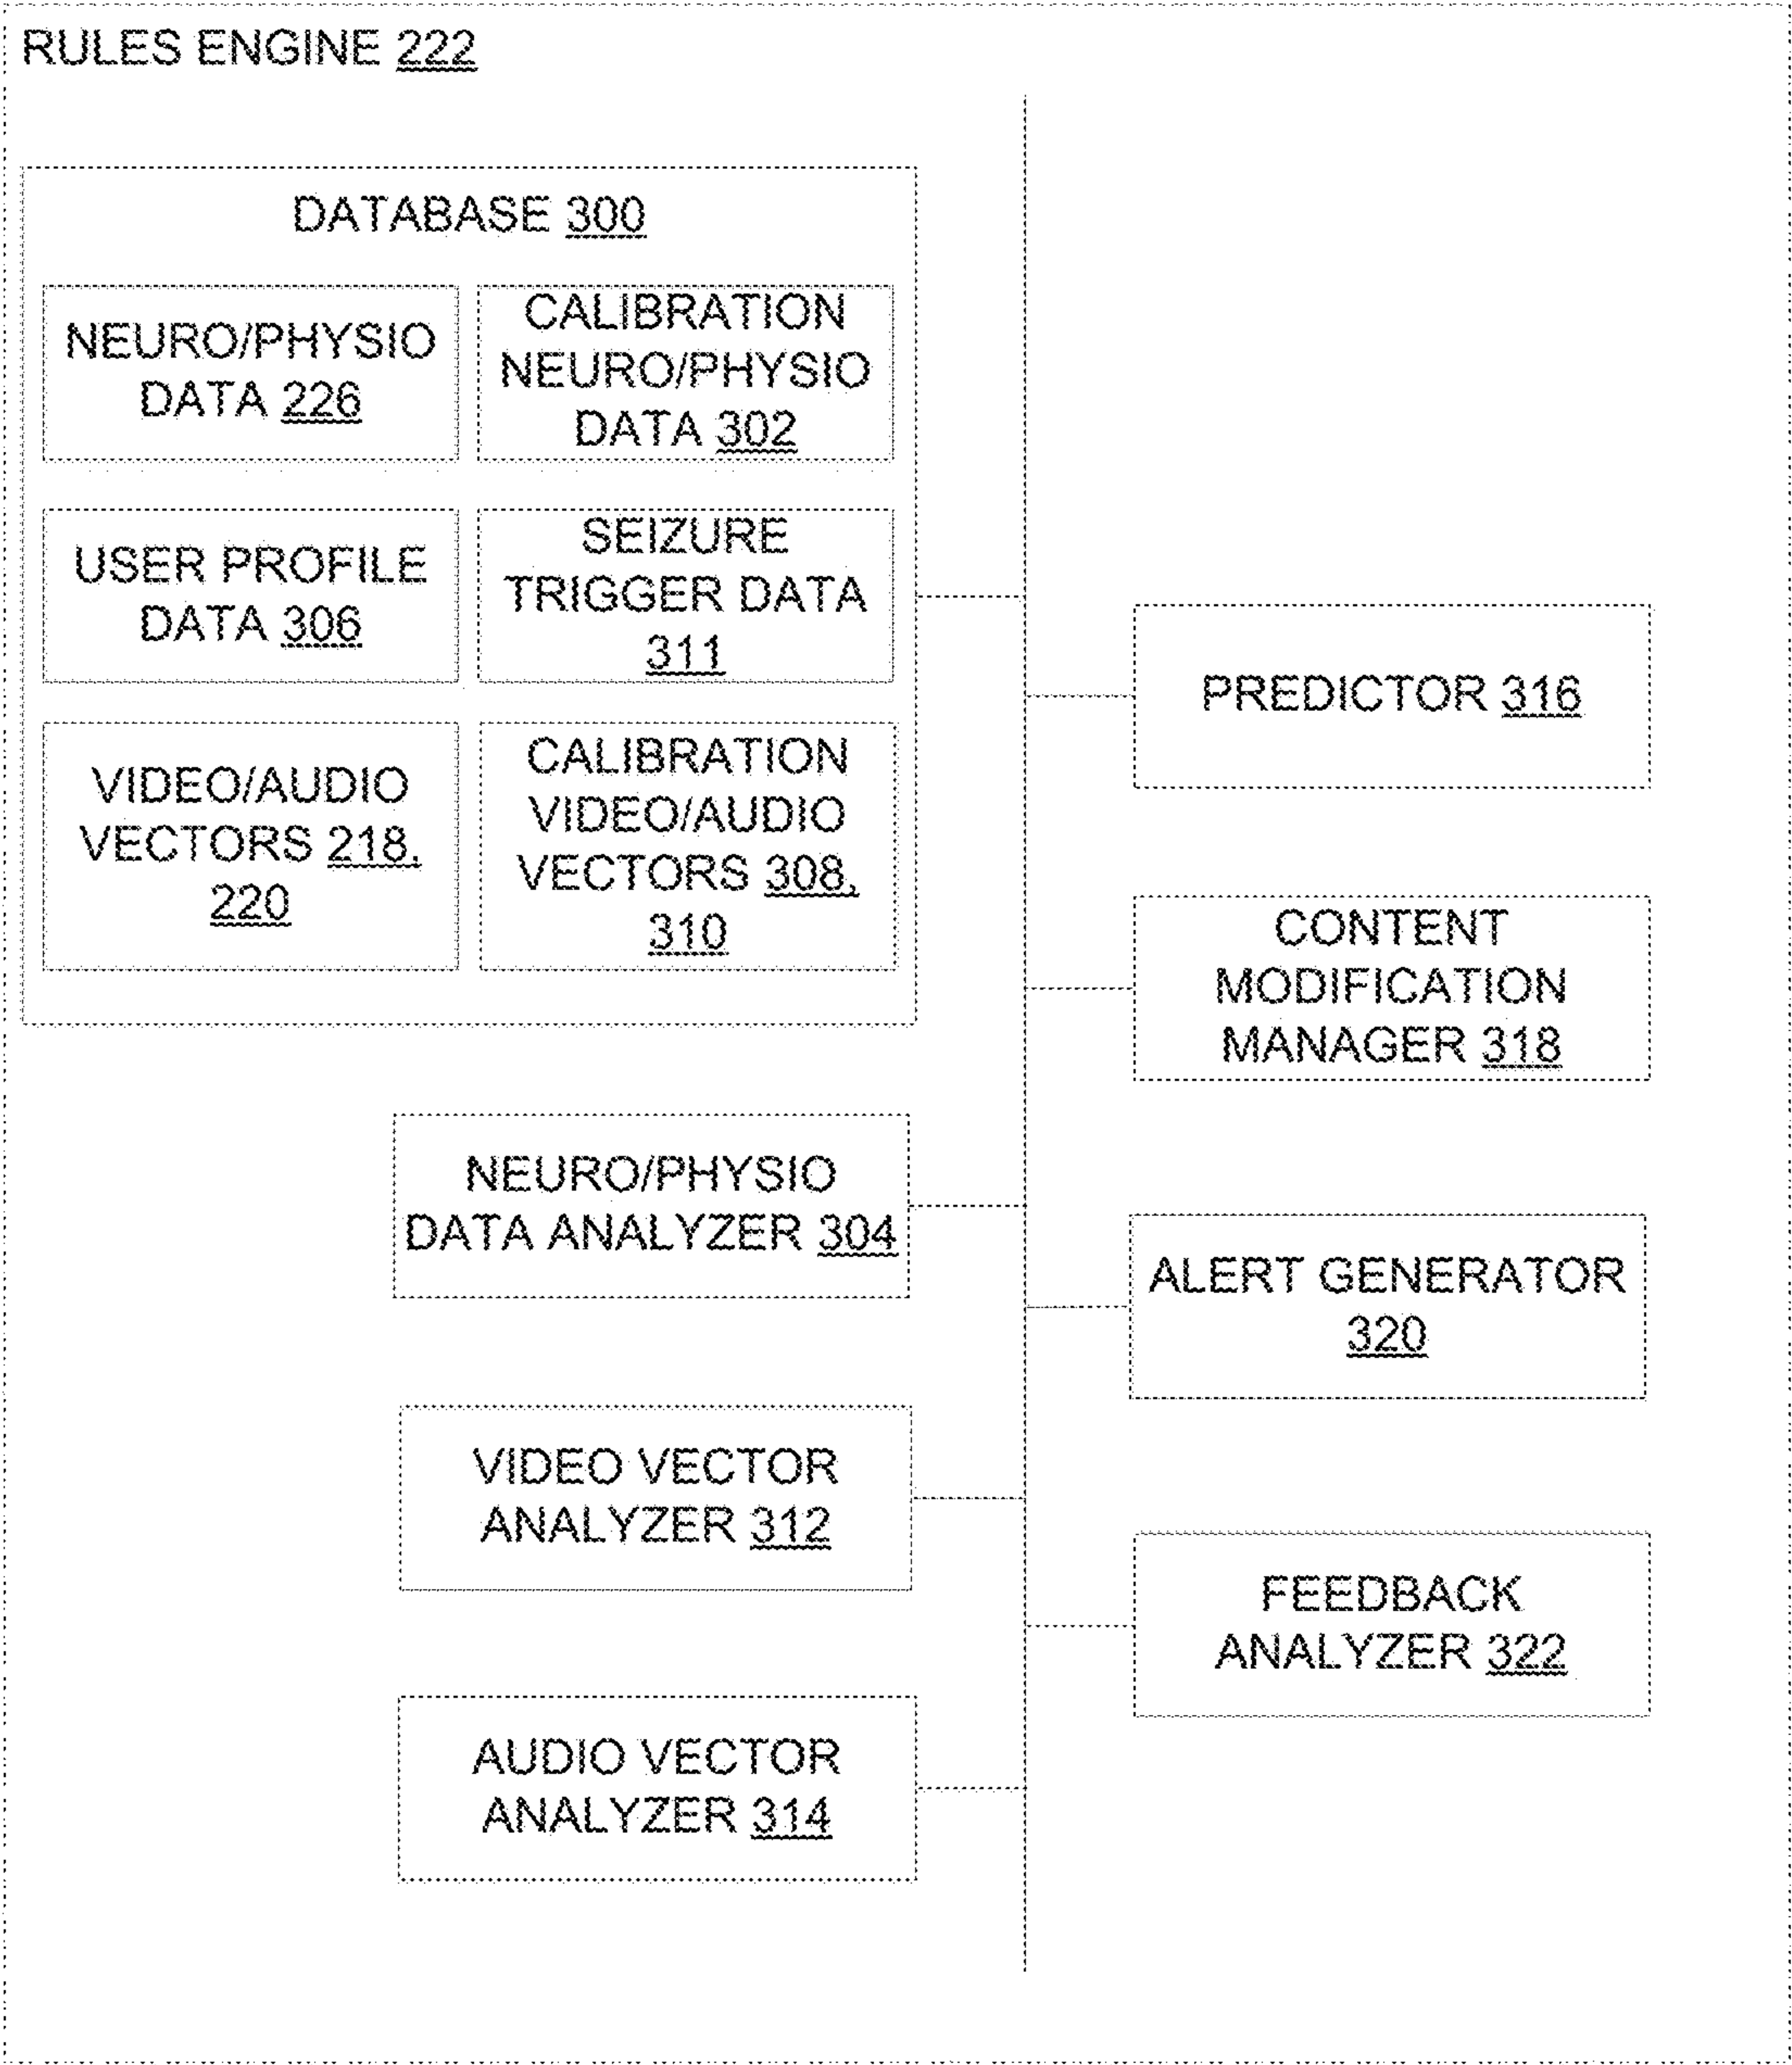 RULES ENGINE 222
DATABASE 300
NEURO/PHYSIO
DATA 226
CALIBRATION
NEURO/PHYSIO
DATA 302
USER PROFILE
DATA 306
SEIZURE
TRIGGER DATA
311
VIDEO/AUDIO
VECTORS 218,
220
CALIBRATION
VIDEO/AUDIO
VECTORS 308,
310
NEURO/PHYSIO
DATA ANALYZER 304
VIDEO VECTOR
ANALYZER 312
AUDIO VECTOR
ANALYZER 314
PREDICTOR 316
CONTENT
MODIFICATION
MANAGER 318
ALERT GENERATOR
320
FEEDBACK
ANALYZER 322